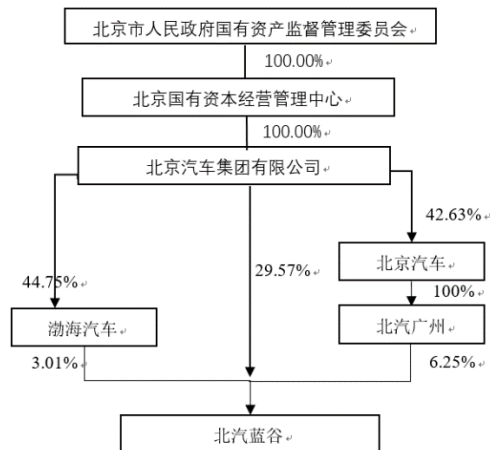 北京市人民政府国有资产监督管理委员会
100.00%
北京国有资本经营管理中心
100.00%
北京汽车集团有限公司
42.63%
北京汽车
29.57%
44.75%
100%
渤海汽车
北汽广州
3.01%
6.25%
北汽蓝谷